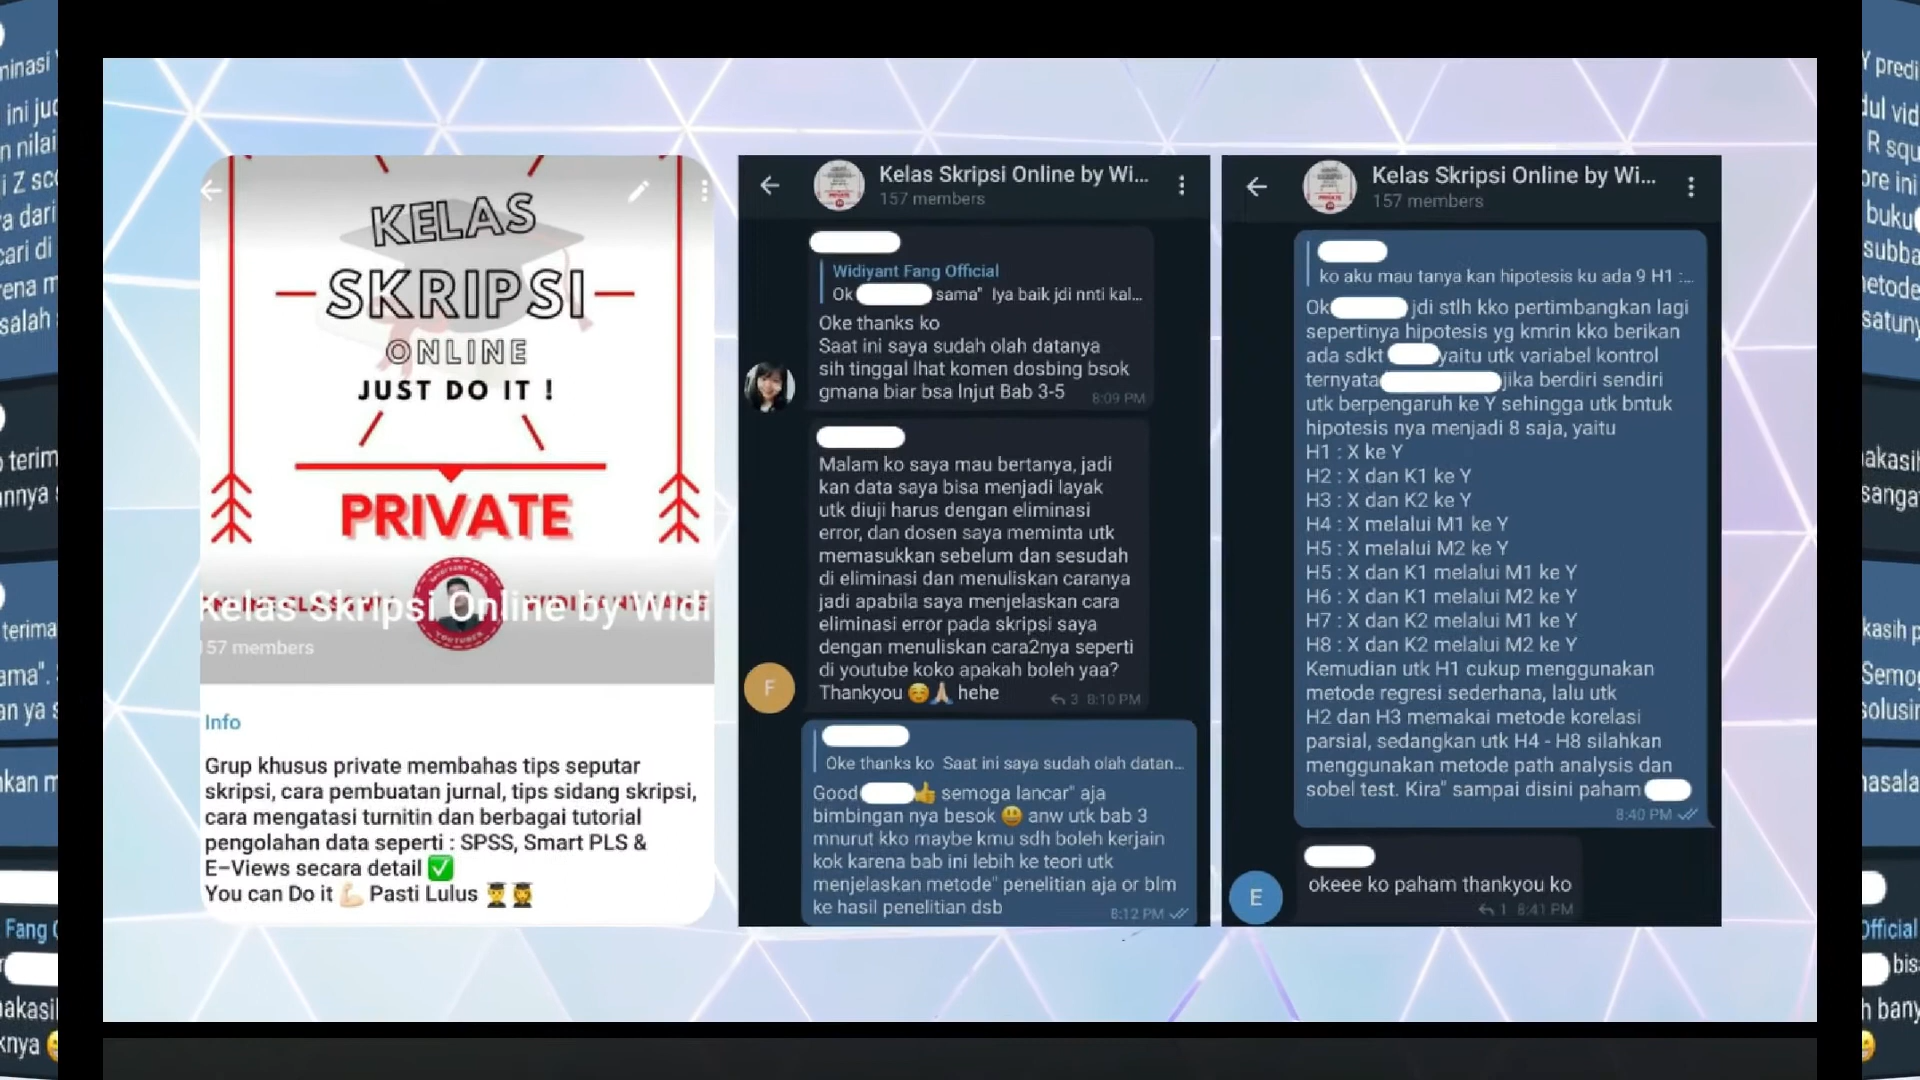 KELAS
SKRIPSI
ONLINE
JUST DO IT !
PRIVATE
Kelas Skripsi Online by Widi
57 members
Info
Grup khusus private membahas tips seputar
skripsi, cara pembuatan jurnal, tips sidang skripsi,
cara mengatasi turnitin dan berbagai tutorial
pengolahan data seperti : SPSS, Smart PLS &
E-Views secara detail ✅
You can Do it 💪🏻 Pasti Lulus 👨‍🎓👩‍🎓
Kelas Skripsi Online by Wi...
157 members
Widiyant Fang Official
Ok sama" Iya baik jdi nnti kal...
Oke thanks ko
Saat ini saya sudah olah datanya
sih tinggal lhat komen dosbing bsok
gmana biar bsa lnjut Bab 3-5
8:09 PM
Malam ko saya mau bertanya, jadi
kan data saya bisa menjadi layak
utk diuji harus dengan eliminasi
error, dan dosen saya meminta utk
memasukkan sebelum dan sesudah
di eliminasi dan menuliskan caranya
jadi apabila saya menjelaskan cara
eliminasi error pada skripsi saya
dengan menuliskan cara2nya seperti
di youtube koko apakah boleh yaa?
Thankyou ☺️🙏🏻 hehe
3 8:10 PM
F
Oke thanks ko Saat ini saya sudah olah datan...
Good 👍 semoga lancar" aja
bimbingan nya besok 😃 anw utk bab 3
mnurut kko maybe kmu sdh boleh kerjain
kok karena bab ini lebih ke teori utk
menjelaskan metode" penelitian aja or blm
ke hasil penelitian dsb
8:12 PM
Kelas Skripsi Online by Wi...
157 members
ko aku mau tanya kan hipotesis ku ada 9 H1 :...
Ok jdi stlh kko pertimbangkan lagi
sepertinya hipotesis yg kmrin kko berikan
ada sdkt yaitu utk variabel kontrol
ternyata jika berdiri sendiri
utk berpengaruh ke Y sehingga utk bntuk
hipotesis nya menjadi 8 saja, yaitu
H1 : X ke Y
H2 : X dan K1 ke Y
H3 : X dan K2 ke Y
H4 : X melalui M1 ke Y
H5 : X melalui M2 ke Y
H5 : X dan K1 melalui M1 ke Y
H6 : X dan K1 melalui M2 ke Y
H7 : X dan K2 melalui M1 ke Y
H8 : X dan K2 melalui M2 ke Y
Kemudian utk H1 cukup menggunakan
metode regresi sederhana, lalu utk
H2 dan H3 memakai metode korelasi
parsial, sedangkan utk H4 - H8 silahkan
menggunakan metode path analysis dan
sobel test. Kira" sampai disini paham
8:40 PM
okeee ko paham thankyou ko
1 8:41 PM
E